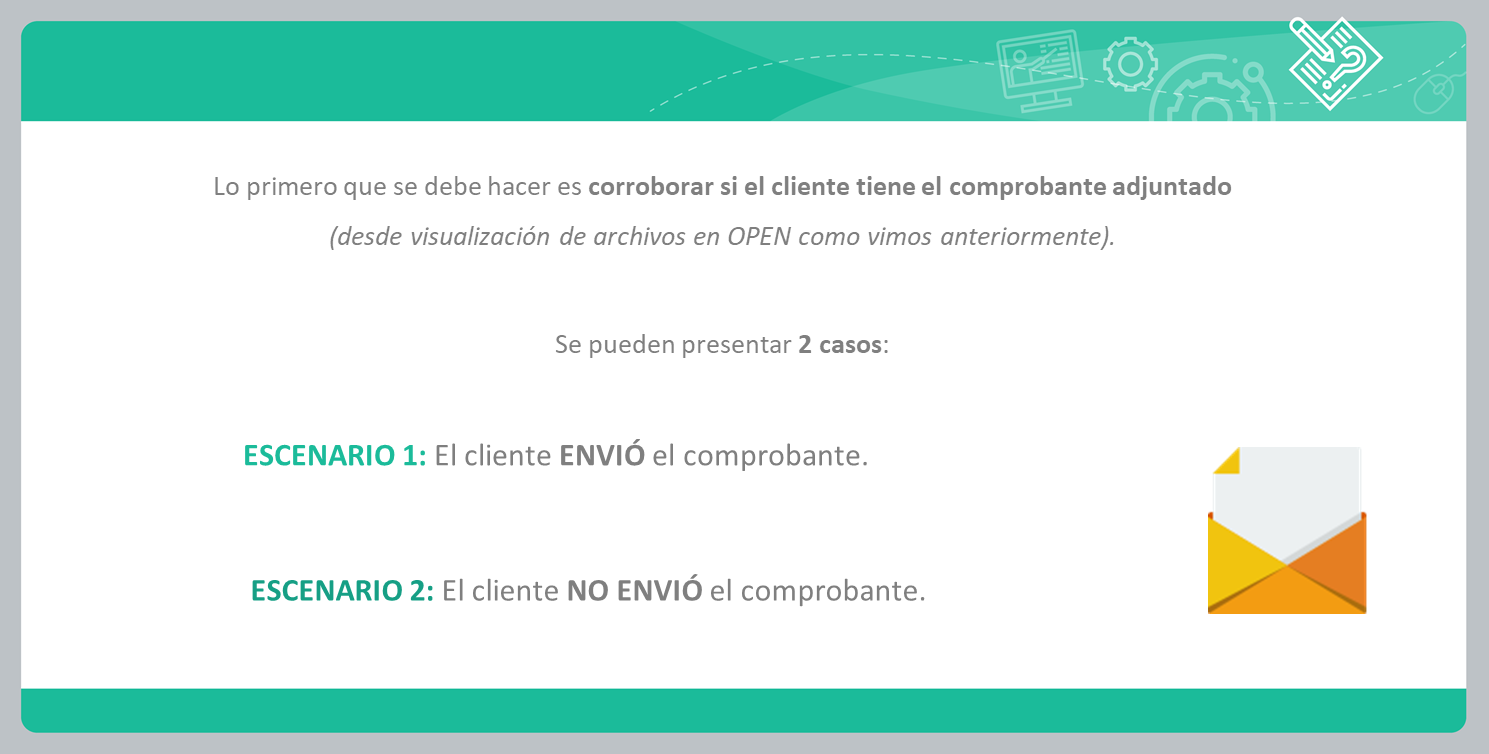 Lo primero que se debe hacer es corroborar si el cliente tiene el comprobante adjuntado
(desde visualización de archivos en OPEN como vimos anteriormente).
Se pueden presentar 2 casos:
ESCENARIO 1: El cliente ENVIÓ el comprobante.
ESCENARIO 2: El cliente NO ENVIÓ el comprobante.